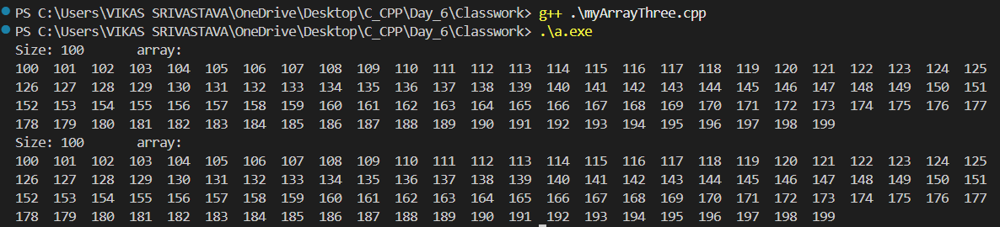 PS C:\Users\VIKAS SRIVASTAVA\OneDrive\Desktop\C_CPP\Day_6\Classwork> g++ .\myArrayThree.cpp
PS C:\Users\VIKAS SRIVASTAVA\OneDrive\Desktop\C_CPP\Day_6\Classwork> .\a.exe
Size: 100 array:
100 101 102 103 104 105 106 107 108 109 110 111 112 113 114 115 116 117 118 119 120 121 122 123 124 125
126 127 128 129 130 131 132 133 134 135 136 137 138 139 140 141 142 143 144 145 146 147 148 149 150 151
152 153 154 155 156 157 158 159 160 161 162 163 164 165 166 167 168 169 170 171 172 173 174 175 176 177
178 179 180 181 182 183 184 185 186 187 188 189 190 191 192 193 194 195 196 197 198 199
Size: 100 array:
100 101 102 103 104 105 106 107 108 109 110 111 112 113 114 115 116 117 118 119 120 121 122 123 124 125
126 127 128 129 130 131 132 133 134 135 136 137 138 139 140 141 142 143 144 145 146 147 148 149 150 151
152 153 154 155 156 157 158 159 160 161 162 163 164 165 166 167 168 169 170 171 172 173 174 175 176 177
178 179 180 181 182 183 184 185 186 187 188 189 190 191 192 193 194 195 196 197 198 199